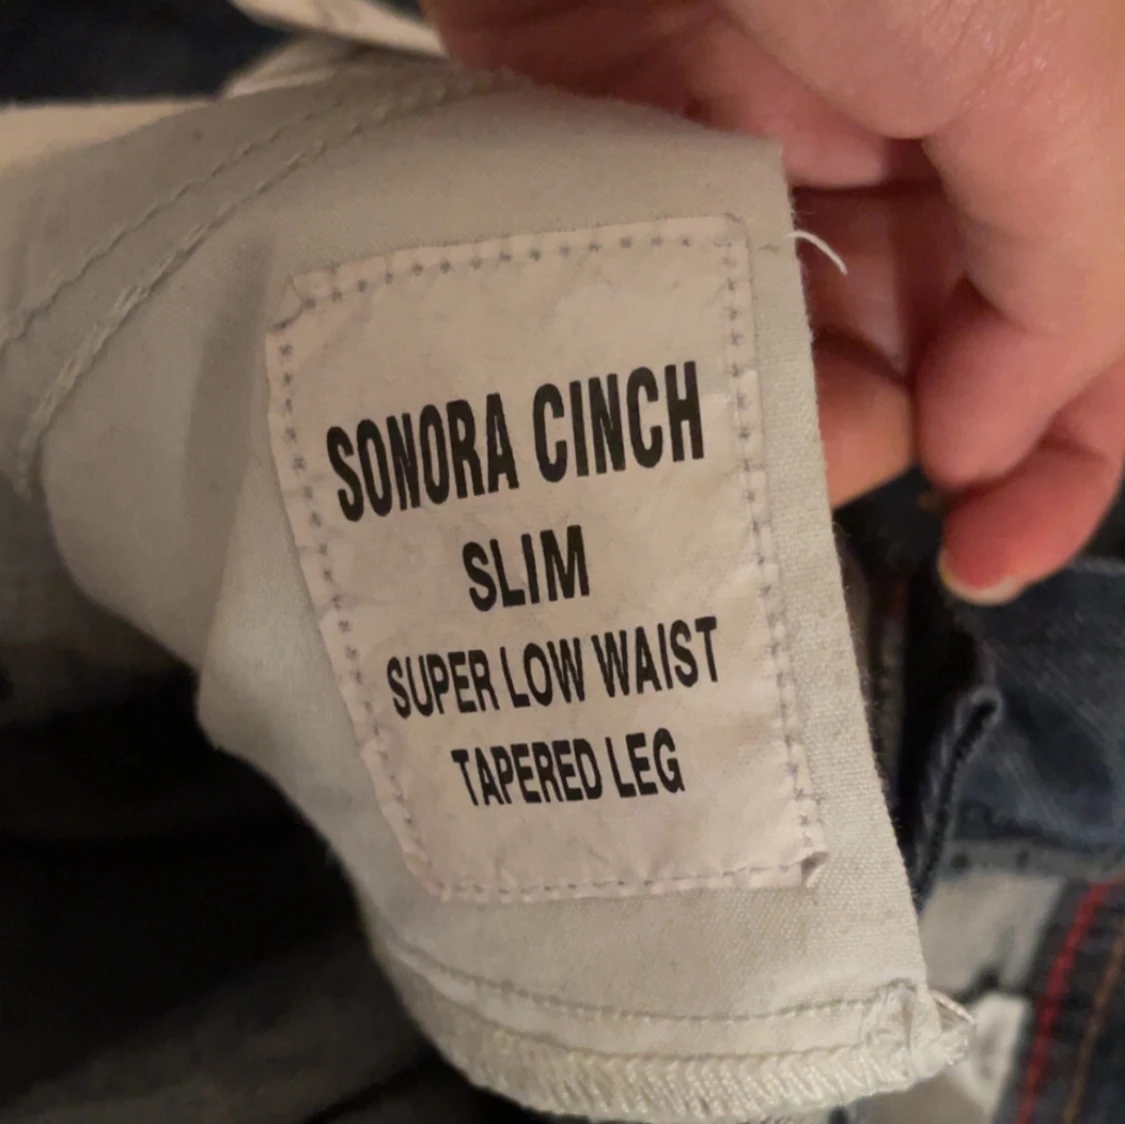 SONORA CINCH
SLIM
SUPER LOW WAIST
TAPERED LEG